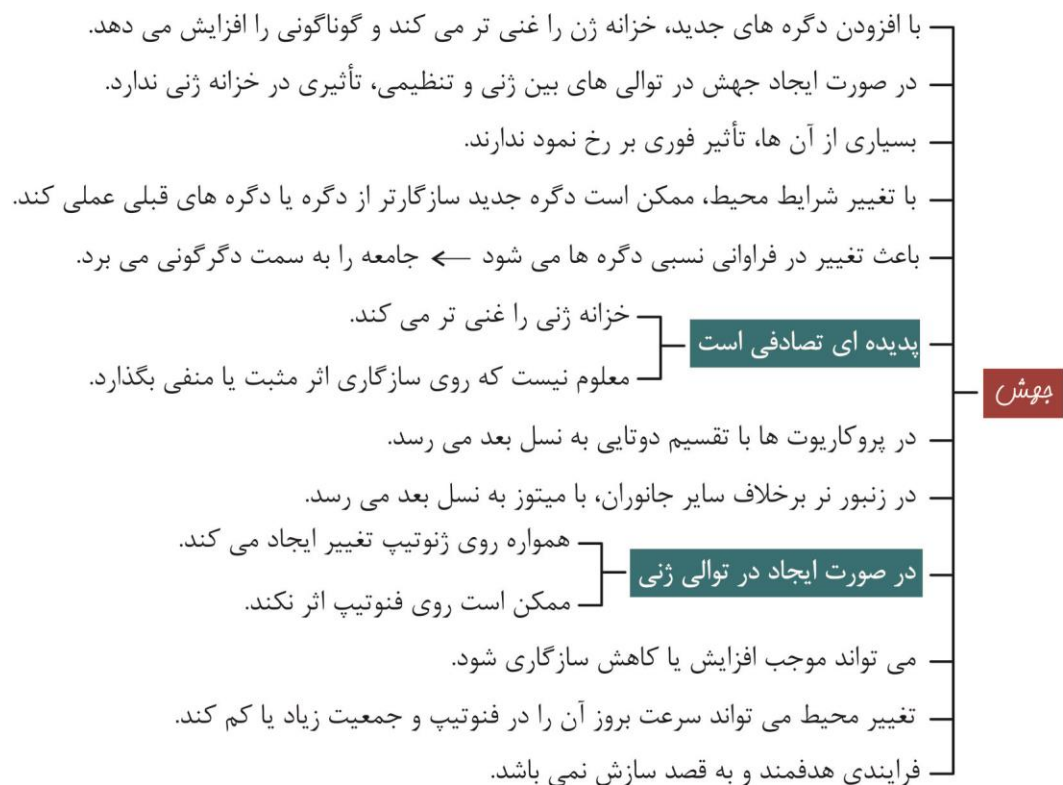 با افزودن دگره های جدید، خزانه ژن را غنی تر می کند و گوناگونی را افزایش می دهد.
در صورت ایجاد جهش در توالی های بین ژنی و تنظیمی، تأثیری در خزانه ژنی ندارد.
بسیاری از آن ها، تأثیر فوری بر رخ نمود ندارند.
با تغییر شرایط محیط، ممکن است دگره جدید سازگارتر از دگره یا دگره های قبلی عملی کند.
باعث تغییر در فراوانی نسبی دگره ها می شود ← جامعه را به سمت دگرگونی می برد.
پدیده ای تصادفی است
خزانه ژنی را غنی تر می کند.
معلوم نیست که روی سازگاری اثر مثبت یا منفی بگذارد.
جهش
در پروکاریوت ها با تقسیم دوتایی به نسل بعد می رسد.
در زنبور نر برخلاف سایر جانوران، با میتوز به نسل بعد می رسد.
در صورت ایجاد در توالی ژنی
همواره روی ژنوتیپ تغییر ایجاد می کند.
ممکن است روی فنوتیپ اثر نکند.
می تواند موجب افزایش یا کاهش سازگاری شود.
تغییر محیط می تواند سرعت بروز آن را در فنوتیپ و جمعیت زیاد یا کم کند.
فرایندی هدفمند و به قصد سازش نمی باشد.